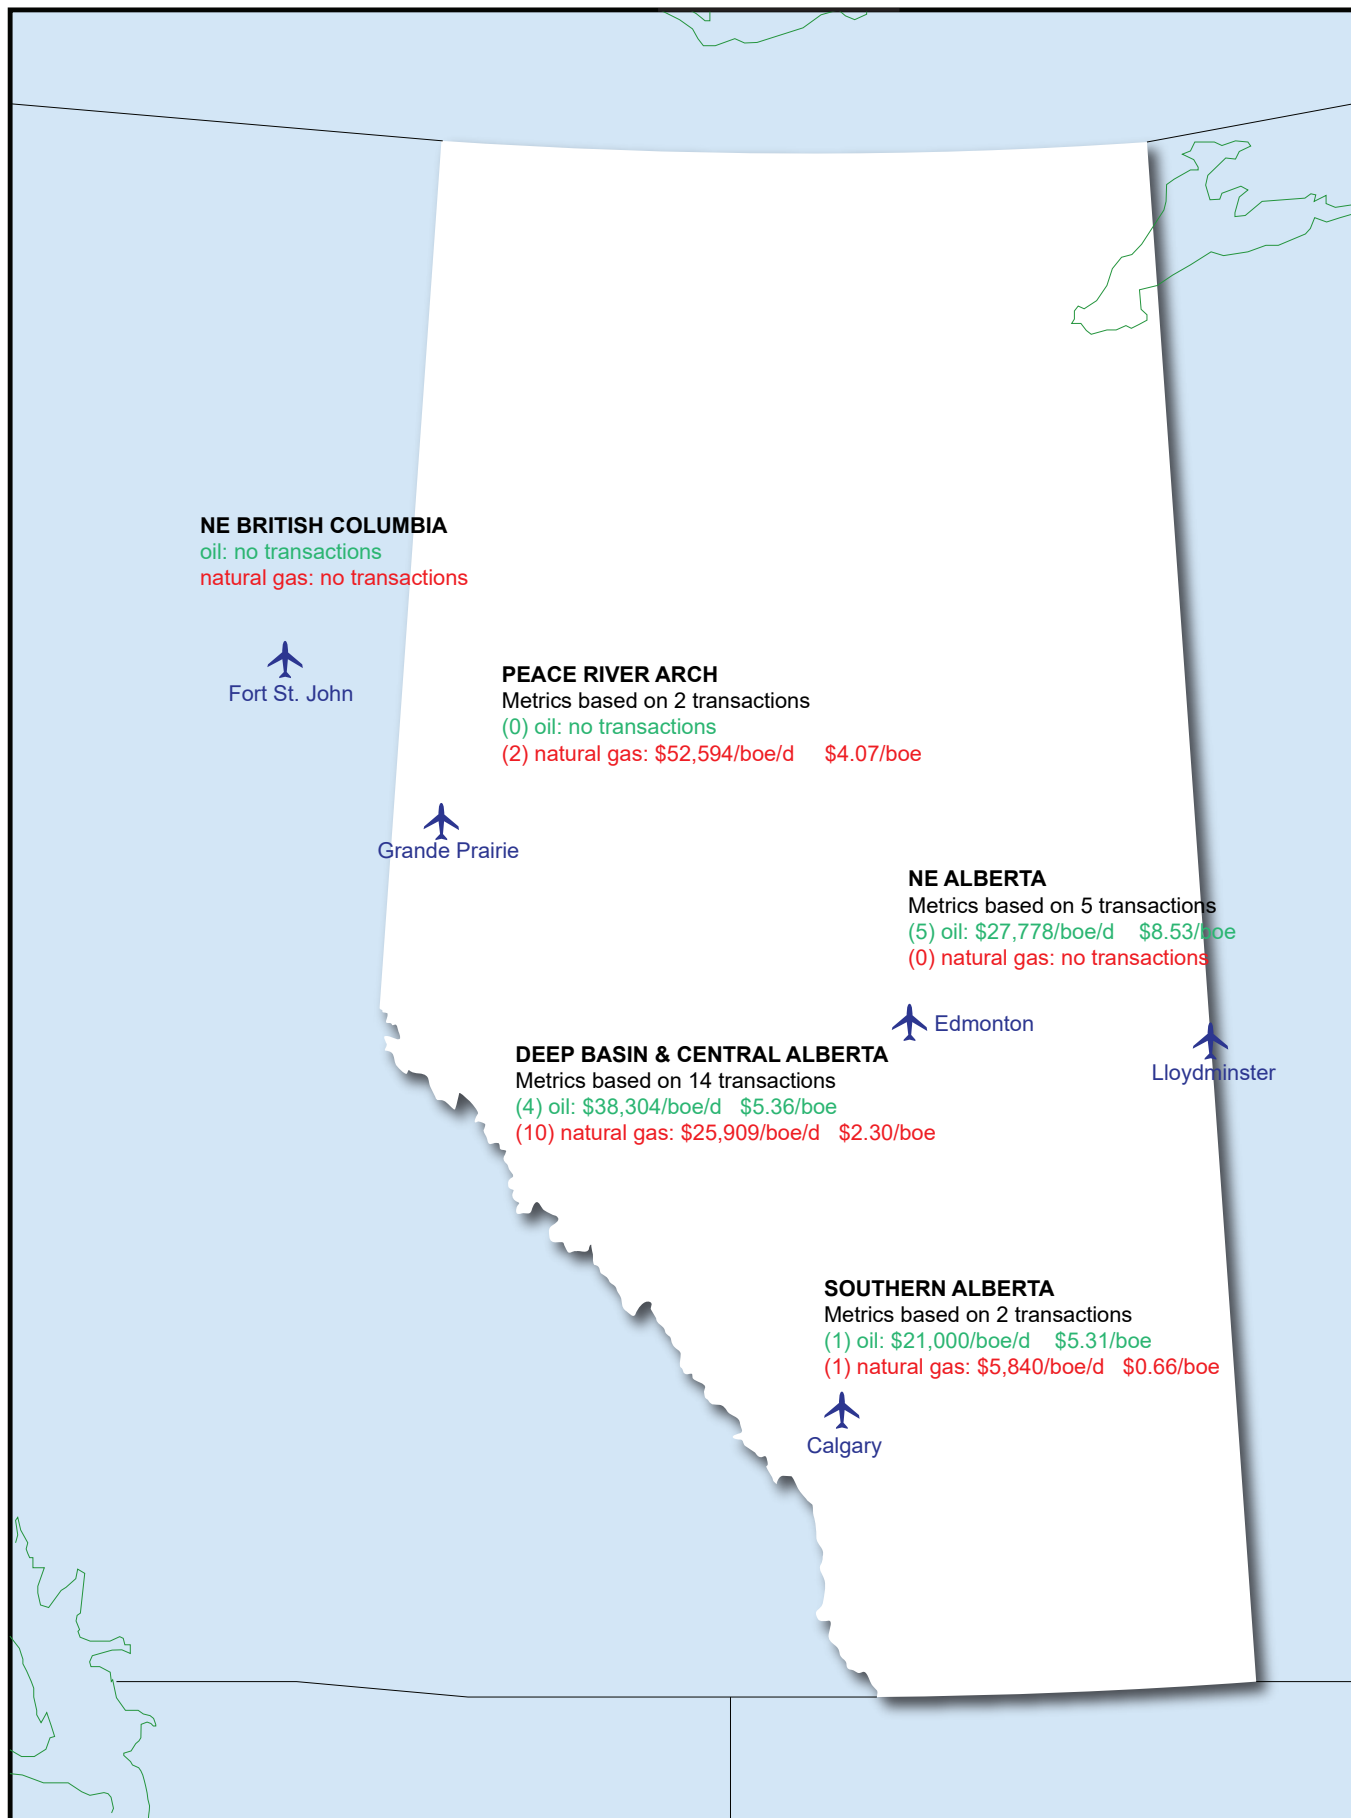 NE BRITISH COLUMBIA
oil: no transactions
natural gas: no transactions
Fort St. John
PEACE RIVER ARCH
Metrics based on 2 transactions
(0) oil: no transactions
(2) natural gas: $52,594/boe/d $4.07/boe
Grande Prairie
NE ALBERTA
Metrics based on 5 transactions
(5) oil: $27,778/boe/d $8.53/boe
(0) natural gas: no transactions
Edmonton
Lloydminster
DEEP BASIN & CENTRAL ALBERTA
Metrics based on 14 transactions
(4) oil: $38,304/boe/d $5.36/boe
(10) natural gas: $25,909/boe/d $2.30/boe
SOUTHERN ALBERTA
Metrics based on 2 transactions
(1) oil: $21,000/boe/d $5.31/boe
(1) natural gas: $5,840/boe/d $0.66/boe
Calgary